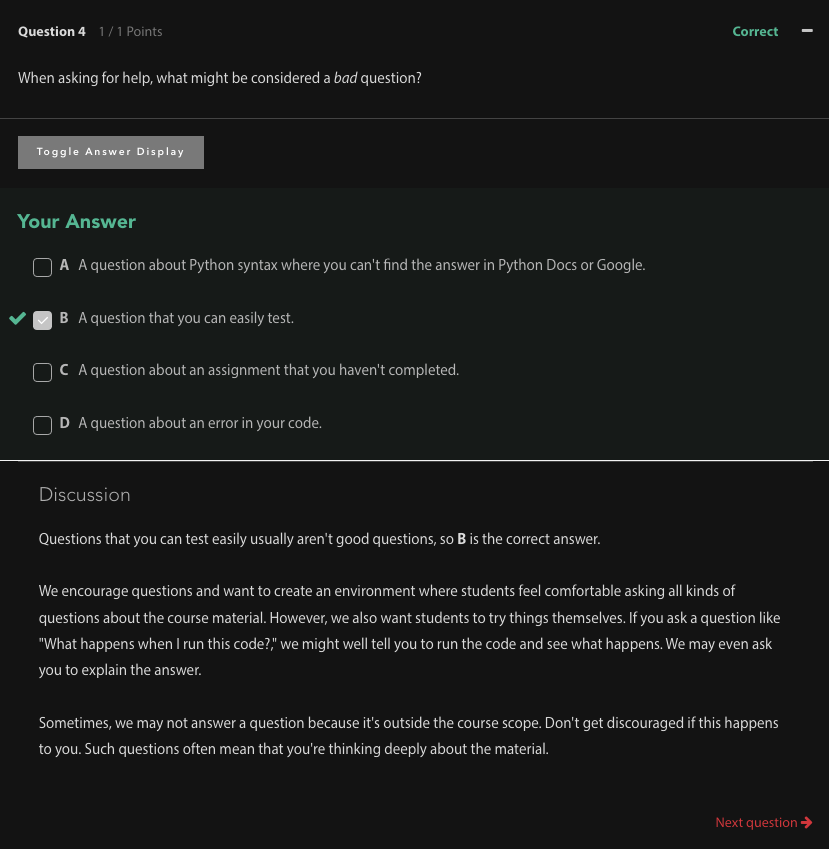 Question 4 1 / 1 Points Correct
When asking for help, what might be considered a bad question?
Toggle Answer Display
Your Answer
A A question about Python syntax where you can't find the answer in Python Docs or Google.
B A question that you can easily test.
C A question about an assignment that you haven't completed.
D A question about an error in your code.
Discussion
Questions that you can test easily usually aren't good questions, so B is the correct answer.
We encourage questions and want to create an environment where students feel comfortable asking all kinds of
questions about the course material. However, we also want students to try things themselves. If you ask a question like
"What happens when I run this code?," we might well tell you to run the code and see what happens. We may even ask
you to explain the answer.
Sometimes, we may not answer a question because it's outside the course scope. Don't get discouraged if this happens
to you. Such questions often mean that you're thinking deeply about the material.
Next question